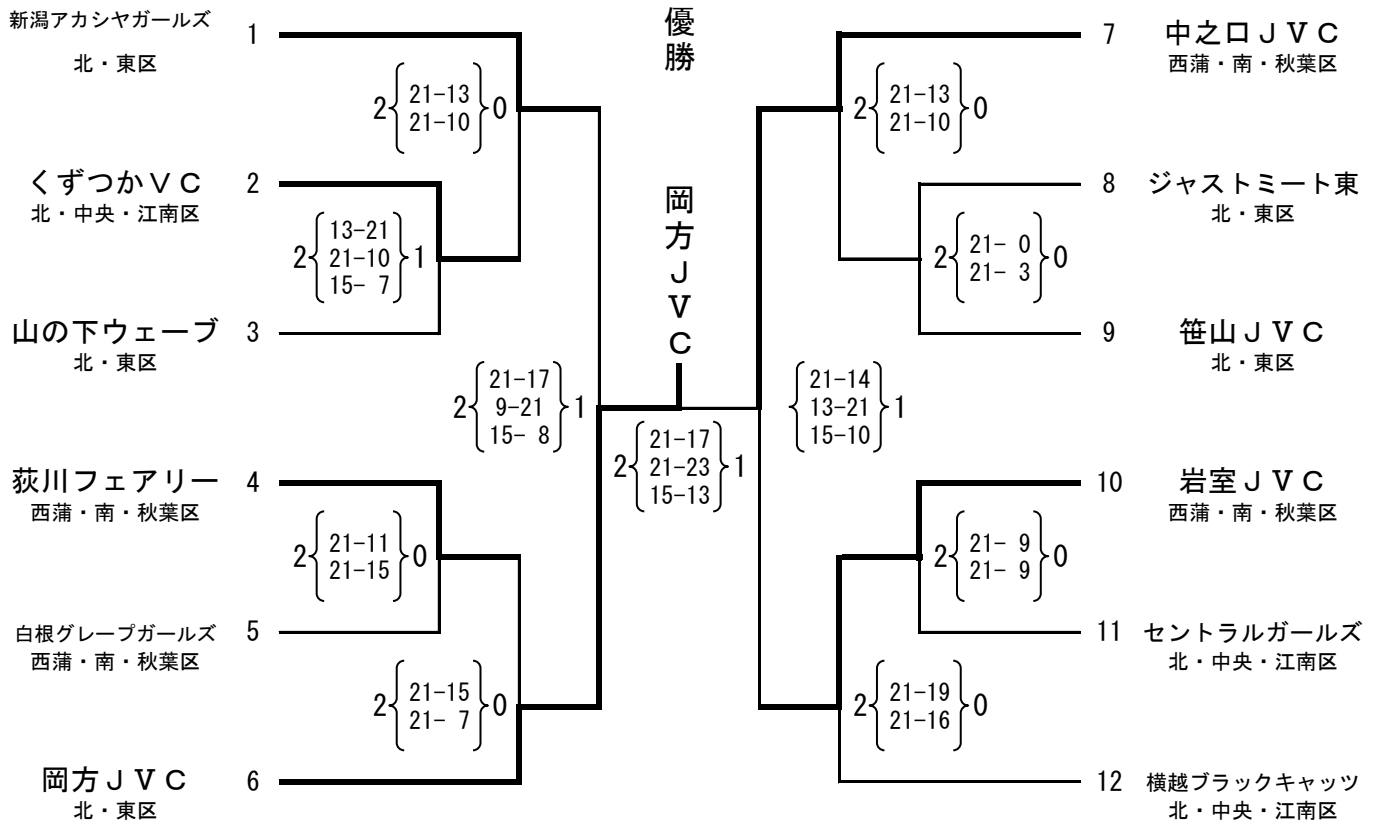 優勝
岡方ＪＶＣ
新潟アカシヤガールズ 1
北・東区
2 21-13 0
21-10
くずつかＶＣ 2
北・中央・江南区
13-21
2 21-10 1
15- 7
山の下ウェーブ 3
北・東区
21-17
2 9-21 1
15- 8
荻川フェアリー 4
西蒲・南・秋葉区
2 21-11 0
21-15
白根グレープガールズ 5
西蒲・南・秋葉区
2 21-15 0
21- 7
岡方ＪＶＣ 6
北・東区
21-17
2 21-23 1
15-13
7 中之口ＪＶＣ
西蒲・南・秋葉区
2 21-13 0
21-10
8 ジャストミート東
北・東区
2 21- 0 0
21- 3
9 笹山ＪＶＣ
北・東区
21-14
13-21 1
15-10
10 岩室ＪＶＣ
西蒲・南・秋葉区
2 21- 9 0
21- 9
11 セントラルガールズ
北・中央・江南区
2 21-19 0
21-16
12 横越ブラックキャッツ
北・中央・江南区